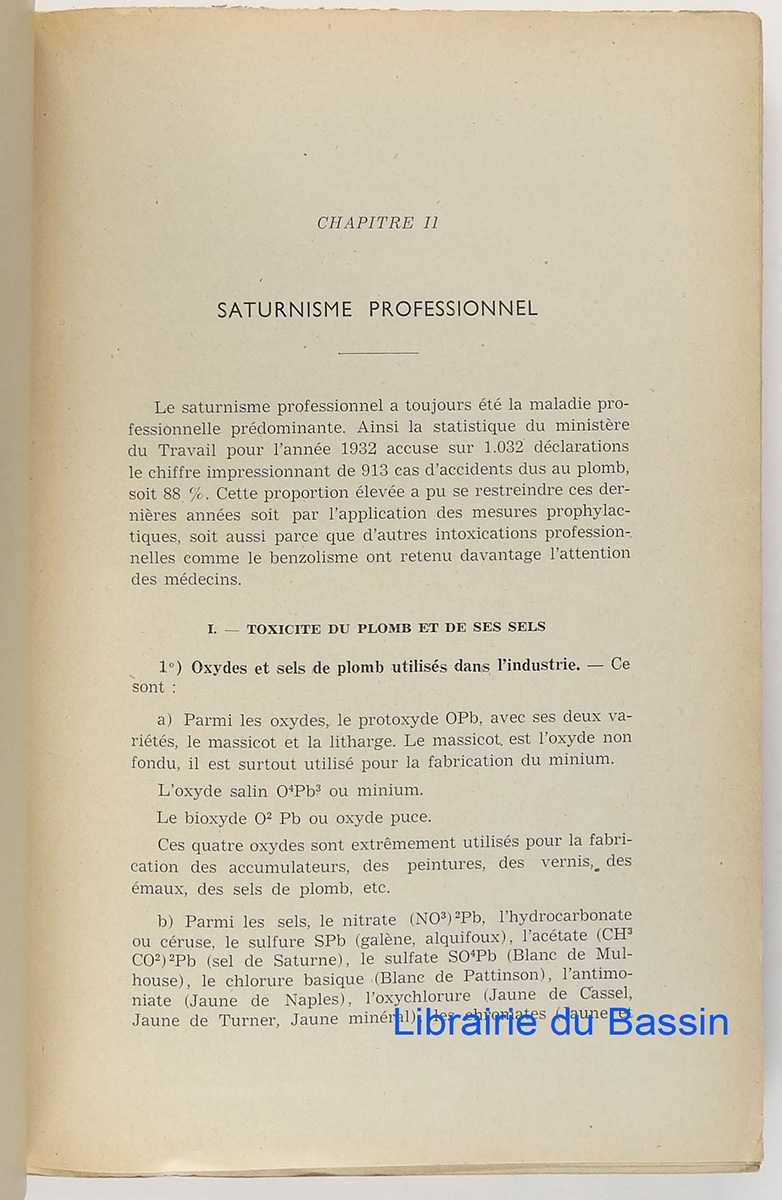 CHAPITRE II
SATURNISME PROFESSIONNEL
Le saturnisme professionnel a toujours été la maladie pro-
fessionnelle prédominante. Ainsi la statistique du ministère
du Travail pour l'année 1932 accuse sur 1.032 déclarations
le chiffre impressionnant de 913 cas d'accidents dus au plomb,
soit 88 %. Cette proportion élevée a pu se restreindre ces der-
nières années soit par l'application des mesures prophylac-
tiques, soit aussi parce que d'autres intoxications profession-
nelles comme le benzolisme ont retenu davantage l'attention
des médecins.
I. — TOXICITE DU PLOMB ET DE SES SELS
1°) Oxydes et sels de plomb utilisés dans l'industrie. — Ce
sont :
a) Parmi les oxydes, le protoxyde OPb, avec ses deux va-
riétés, le massicot et la litharge. Le massicot est l'oxyde non
fondu, il est surtout utilisé pour la fabrication du minium.
L'oxyde salin O⁴Pb³ ou minium.
Le bioxyde O² Pb ou oxyde puce.
Ces quatre oxydes sont extrêmement utilisés pour la fabri-
cation des accumulateurs, des peintures, des vernis, des
émaux, des sels de plomb, etc.
b) Parmi les sels, le nitrate (NO³)²Pb, l'hydrocarbonate
ou céruse, le sulfure SPb (galène, alquifoux), l'acétate (CH³
CO²)²Pb (sel de Saturne), le sulfate SO⁴Pb (Blanc de Mul-
house), le chlorure basique (Blanc de Pattinson), l'antimo-
niate (Jaune de Naples), l'oxychlorure (Jaune de Cassel,
Jaune de Turner, Jaune minéral), les chromates (Jaune et
Librairie du Bassin